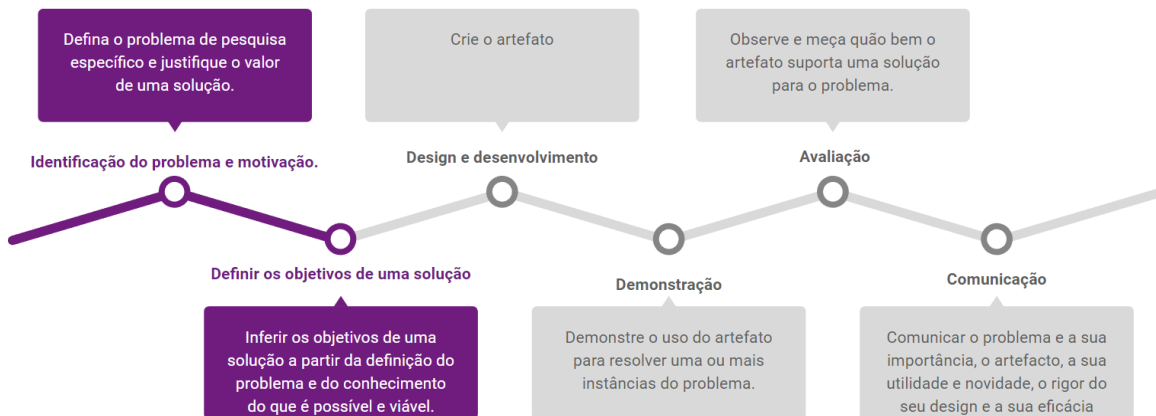 Defina o problema de pesquisa
específico e justifique o valor
de uma solução.
Identificação do problema e motivação.
Definir os objetivos de uma solução
Inferir os objetivos de uma
solução a partir da definição do
problema e do conhecimento
do que é possível e viável.
Crie o artefato
Design e desenvolvimento
Demonstração
Demonstre o uso do artefato
para resolver uma ou mais
instâncias do problema.
Observe e meça quão bem o
artefato suporta uma solução
para o problema.
Avaliação
Comunicação
Comunicar o problema e a sua
importância, o artefacto, a sua
utilidade e novidade, o rigor do
seu design e a sua eficácia